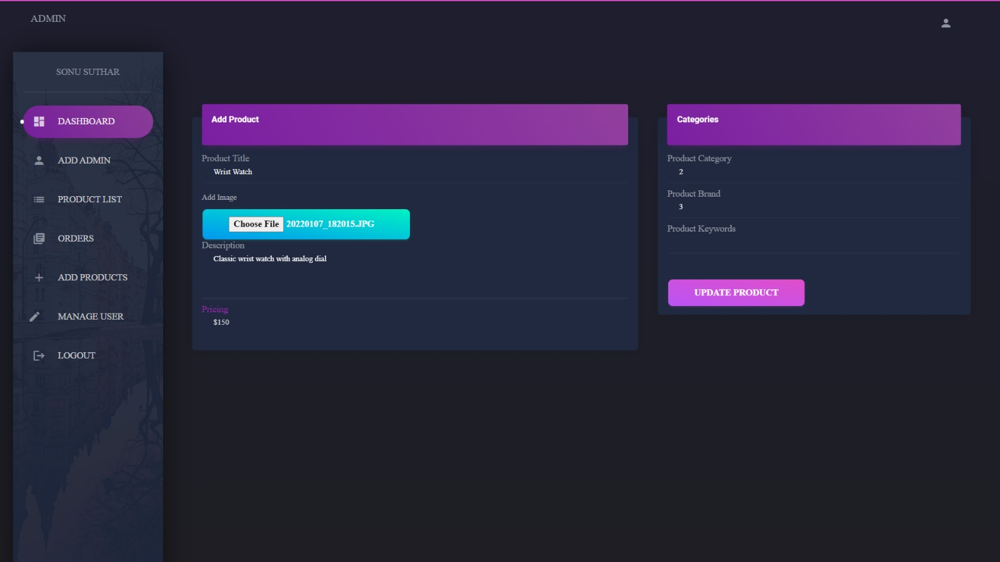 ADMIN
SONU SUTHAR
DASHBOARD
ADD ADMIN
PRODUCT LIST
ORDERS
ADD PRODUCTS
MANAGE USER
LOGOUT
Add Product
Product Title
Wrist Watch
Add Image
Choose File 20220107_182015.JPG
Description
Classic wrist watch with analog dial
Pricing
$150
Categories
Product Category
2
Product Brand
3
Product Keywords
UPDATE PRODUCT